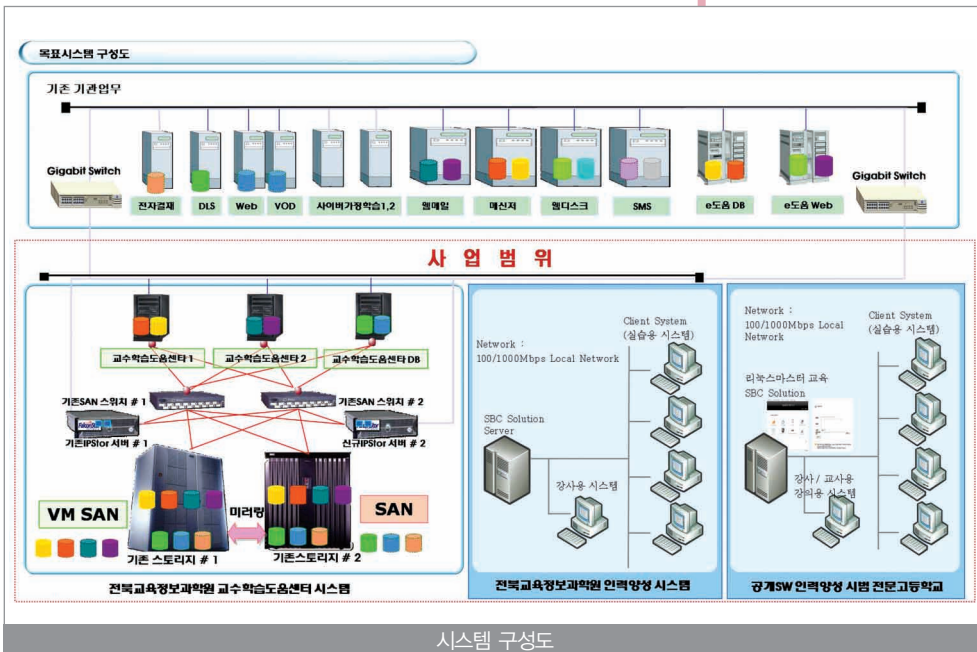 목표시스템 구성도
기존 기관업무
Gigabit Switch
Gigabit Switch
전자결재
DLS
Web
VOD
사이버가정학습1,2
웹메일
메신저
웹디스크
SMS
e도움 DB
e도움 Web
사 업 범 위
교수학습도움센타 1
교수학습도움센타 2
교수학습도움센타 DB
기존SAN 스위치 # 1
기존SAN 스위치 # 2
기존IPStor 서버 # 1
신규IPStor 서버 # 2
VM SAN
미러링
SAN
기존 스토리지 # 1
기존스토리지 # 2
전북교육정보과학원 교수학습도움센터 시스템
Network :
100/1000Mbps Local Network
Client System
(실습용 시스템)
SBC Solution
Server
강사용 시스템
전북교육정보과학원 인력양성 시스템
Network :
100/1000Mbps Local
Network
Client System
(실습용 시스템)
리눅스마스터 교육
SBC Solution
강사 / 교사용
강의용 시스템
공개SW 인력양성 시범 전문고등학교
시스템 구성도